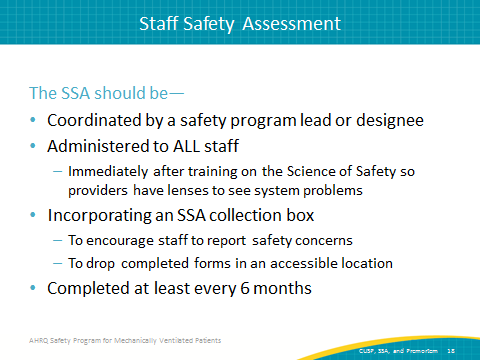 Staff Safety Assessment
The SSA should be—
• Coordinated by a safety program lead or designee
• Administered to ALL staff
– Immediately after training on the Science of Safety so
providers have lenses to see system problems
• Incorporating an SSA collection box
– To encourage staff to report safety concerns
– To drop completed forms in an accessible location
• Completed at least every 6 months
AHRQ Safety Program for Mechanically Ventilated Patients
CUSP, SSA, and Premortem 18